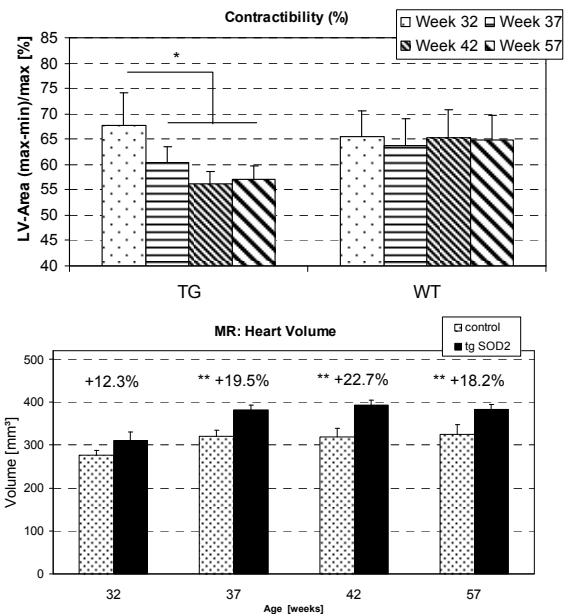 Contractibility (%)
Week 32 Week 37
Week 42 Week 57
LV-Area (max-min)/max [%]
85
80
75
70
65
60
55
50
45
40
*
TG WT
MR: Heart Volume
control
tg SOD2
Volume [mm³]
500
400
300
200
100
0
+12.3% ** +19.5% ** +22.7% ** +18.2%
32 37 42 57
Age [weeks]